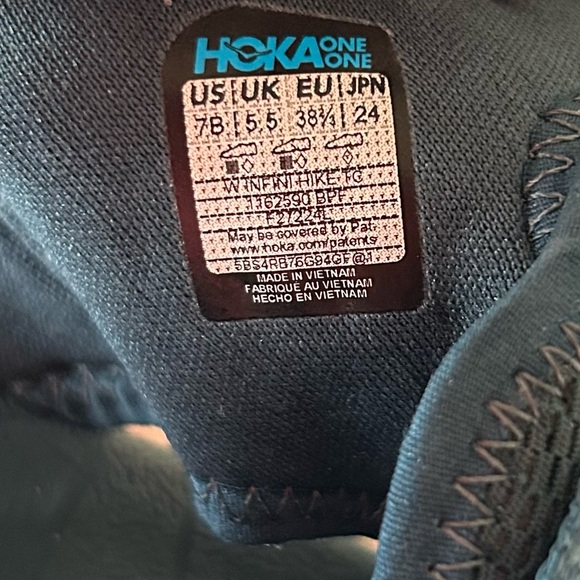 HOKA ONE ONE
US UK EU JPN
7B 5.5 38⅔ 24
W INFINI HIKE TC
1162590 BPF
F27224L
May be covered by Pat.
www.hoka.com/patents
MADE IN VIETNAM
FABRIQUE AU VIETNAM
HECHO EN VIETNAM